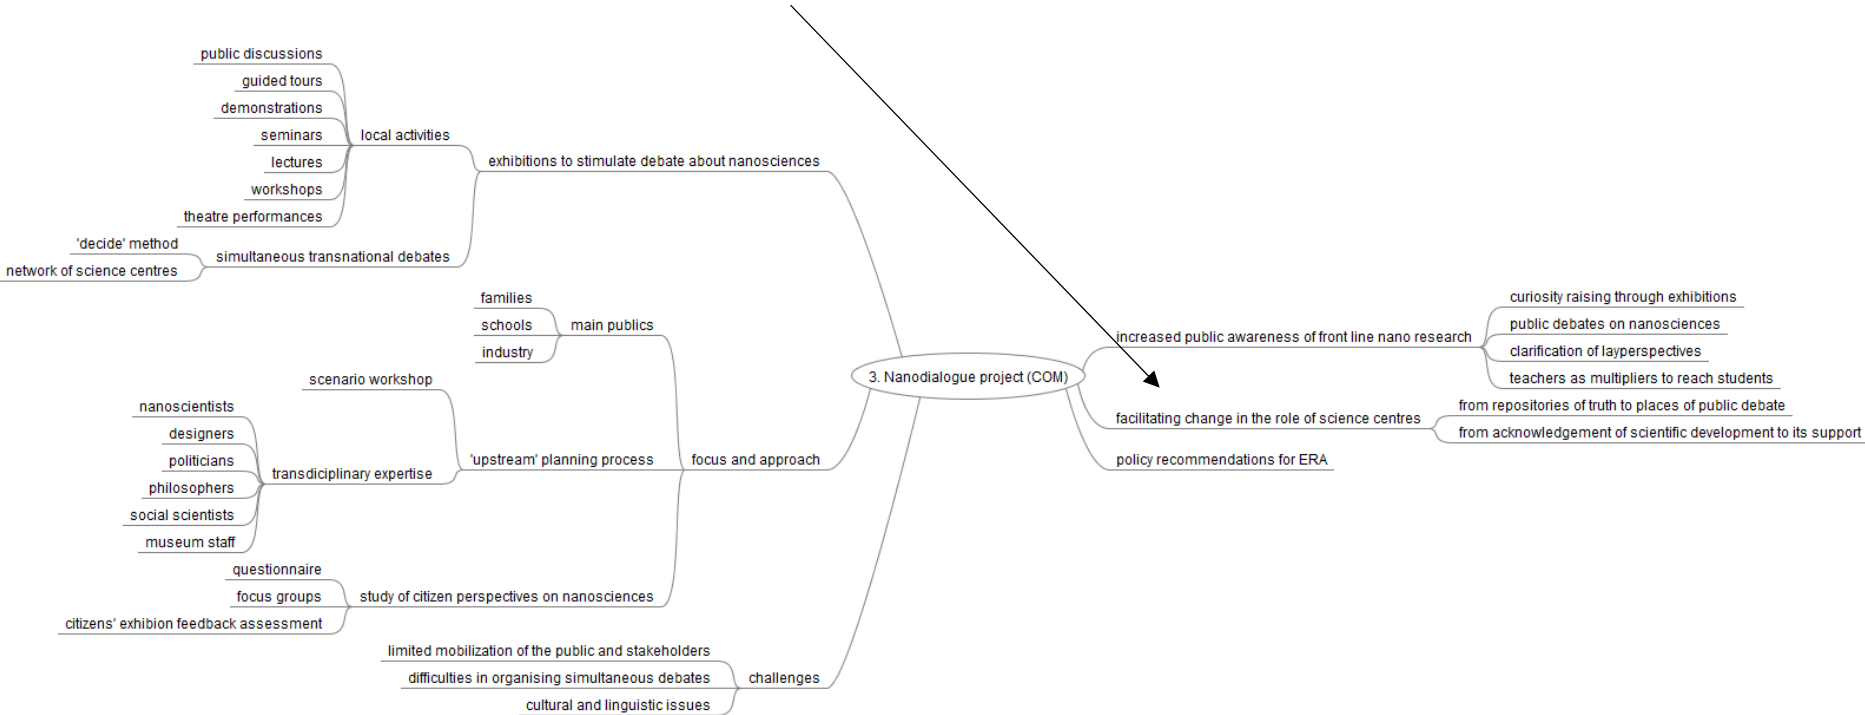 public discussions
guided tours
demonstrations
seminars
lectures
workshops
theatre performances
local activities
'decide' method
network of science centres
simultaneous transnational debates
exhibitions to stimulate debate about nanosciences
families
schools
industry
main publics
scenario workshop
nanoscientists
designers
politicians
philosophers
social scientists
museum staff
transdiciplinary expertise
'upstream' planning process
questionnaire
focus groups
citizens' exhibion feedback assessment
study of citizen perspectives on nanosciences
focus and approach
limited mobilization of the public and stakeholders
difficulties in organising simultaneous debates
cultural and linguistic issues
challenges
3. Nanodialogue project (COM)
increased public awareness of front line nano research
curiosity raising through exhibitions
public debates on nanosciences
clarification of layperspectives
teachers as multipliers to reach students
facilitating change in the role of science centres
from repositories of truth to places of public debate
from acknowledgement of scientific development to its support
policy recommendations for ERA